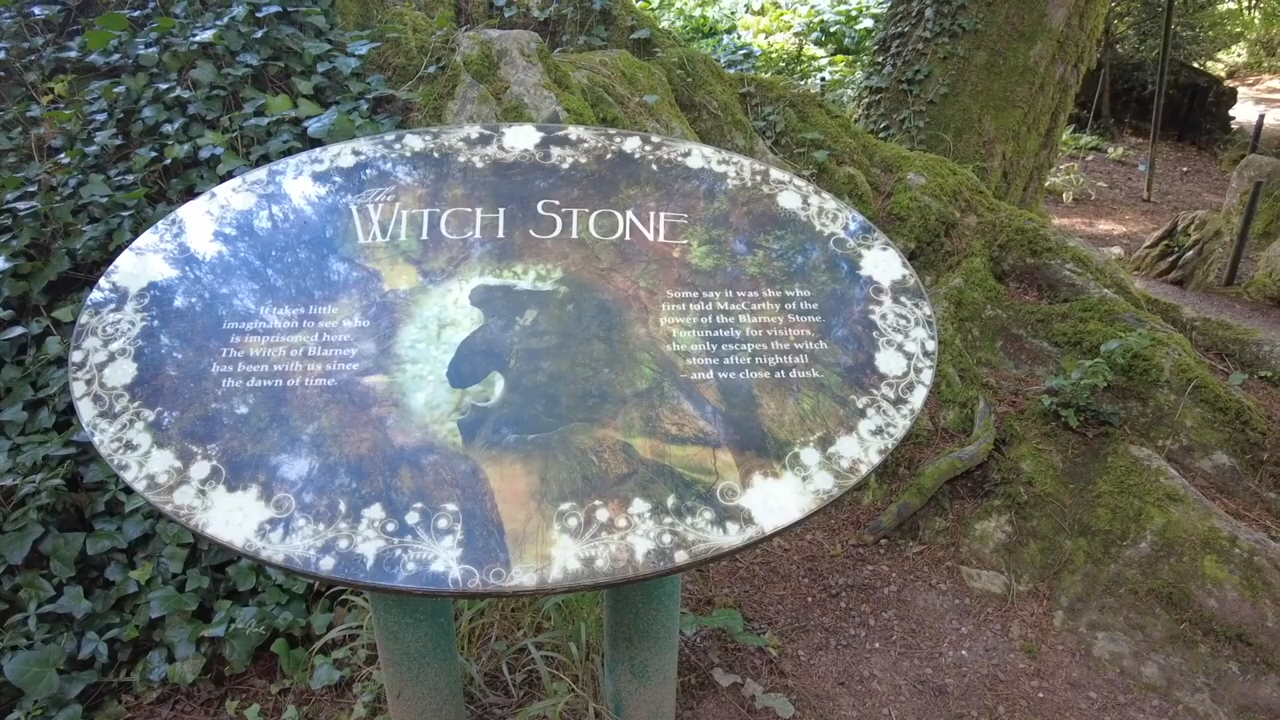 The
WITCH STONE
It takes little
imagination to see who
is imprisoned here.
The Witch of Blarney
has been with us since
the dawn of time.
Some say it was she who
first told MacCarthy of the
power of the Blarney Stone.
Fortunately for visitors,
she only escapes the witch
stone after nightfall
– and we close at dusk.